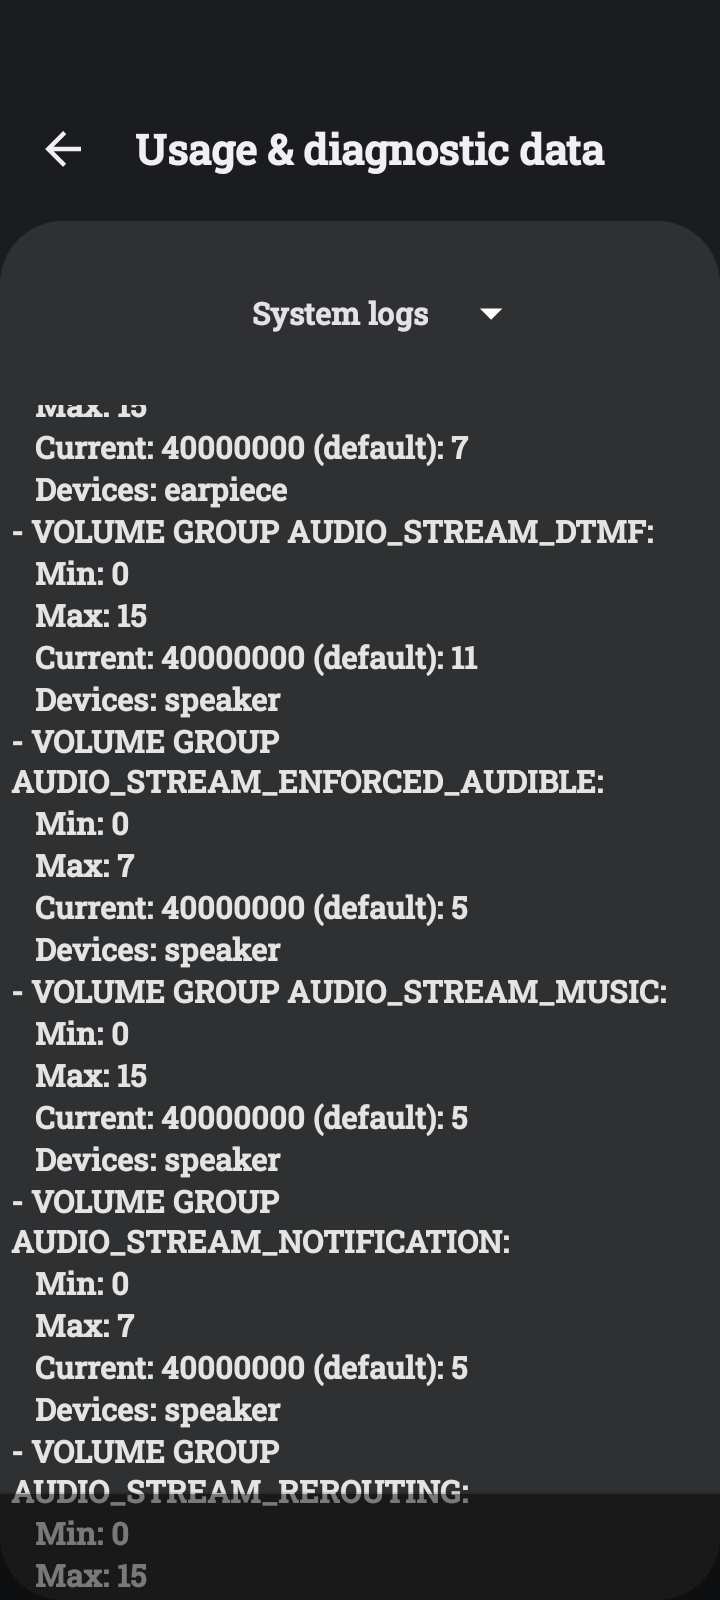 Usage & diagnostic data
System logs
Max: 15
Current: 40000000 (default): 7
Devices: earpiece
- VOLUME GROUP AUDIO_STREAM_DTMF:
Min: 0
Max: 15
Current: 40000000 (default): 11
Devices: speaker
- VOLUME GROUP
AUDIO_STREAM_ENFORCED_AUDIBLE:
Min: 0
Max: 7
Current: 40000000 (default): 5
Devices: speaker
- VOLUME GROUP AUDIO_STREAM_MUSIC:
Min: 0
Max: 15
Current: 40000000 (default): 5
Devices: speaker
- VOLUME GROUP
AUDIO_STREAM_NOTIFICATION:
Min: 0
Max: 7
Current: 40000000 (default): 5
Devices: speaker
- VOLUME GROUP
AUDIO_STREAM_REROUTING:
Min: 0
Max: 15